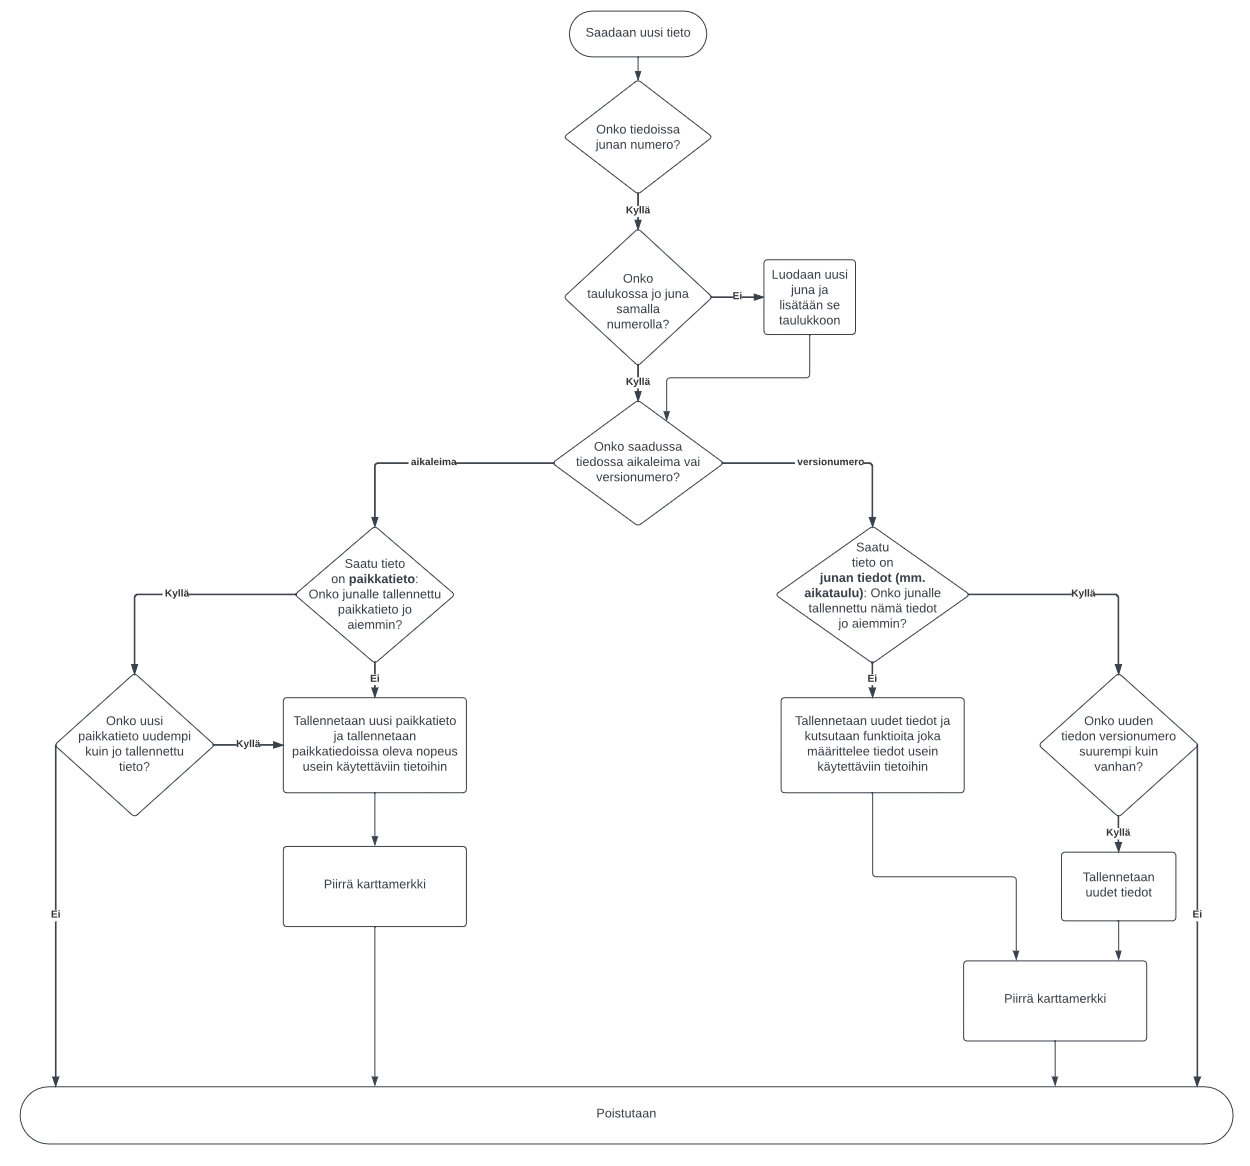 Saadaan uusi tieto
Onko tiedoissa
junan numero?
Kyllä
Onko
taulukossa jo juna
samalla
numerolla?
Ei
Luodaan uusi
juna ja
lisätään se
taulukkoon
Kyllä
Onko saadussa
tiedossa aikaleima vai
versionumero?
aikaleima
versionumero
Saatu tieto
on paikkatieto:
Onko junalle tallennettu
paikkatieto jo
aiemmin?
Saatu
tieto on
junan tiedot (mm.
aikataulu): Onko junalle
tallennettu nämä tiedot
jo aiemmin?
Kyllä
Kyllä
Ei
Ei
Onko uusi
paikkatieto uudempi
kuin jo tallennettu
tieto?
Kyllä
Tallennetaan uusi paikkatieto
ja tallennetaan
paikkatiedoissa oleva nopeus
usein käytettäviin tietoihin
Tallennetaan uudet tiedot ja
kutsutaan funktioita joka
määrittelee tiedot usein
käytettäviin tietoihin
Onko uuden
tiedon versionumero
suurempi kuin
vanhan?
Kyllä
Piirrä karttamerkki
Tallennetaan
uudet tiedot
Ei
Ei
Piirrä karttamerkki
Poistutaan